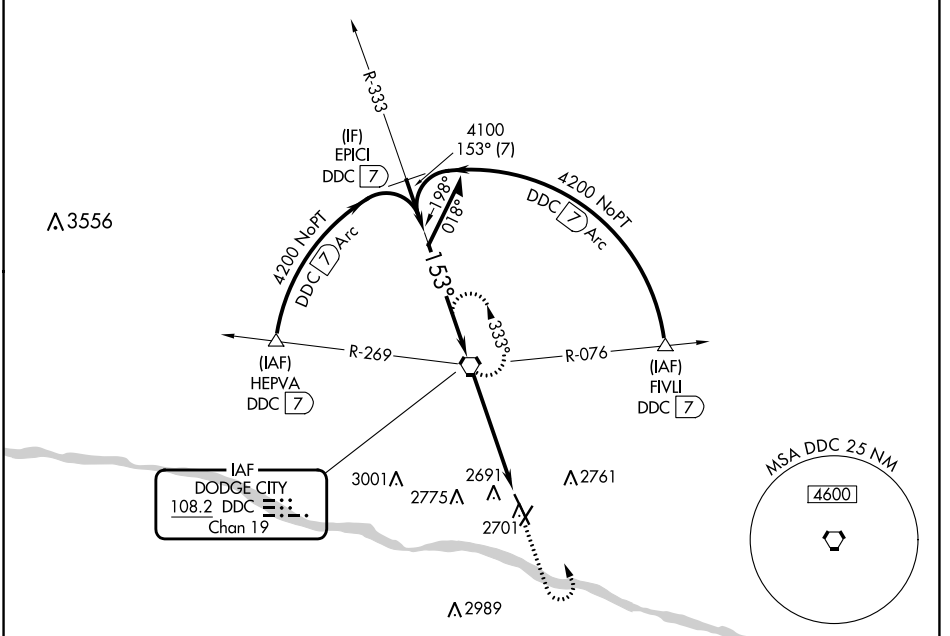 R-333
(IF)
EPICI
DDC 7
4100
153° (7)
4200 NoPT
DDC 7 Arc
4200 NoPT
DDC 7 Arc
198°
018°
3556
153°
333°
R-269
R-076
(IAF)
HEPVA
DDC 7
(IAF)
FIVLI
DDC 7
IAF
DODGE CITY
108.2 DDC
Chan 19
3001
2775
2691
2761
2701
2989
MSA DDC 25 NM
4600